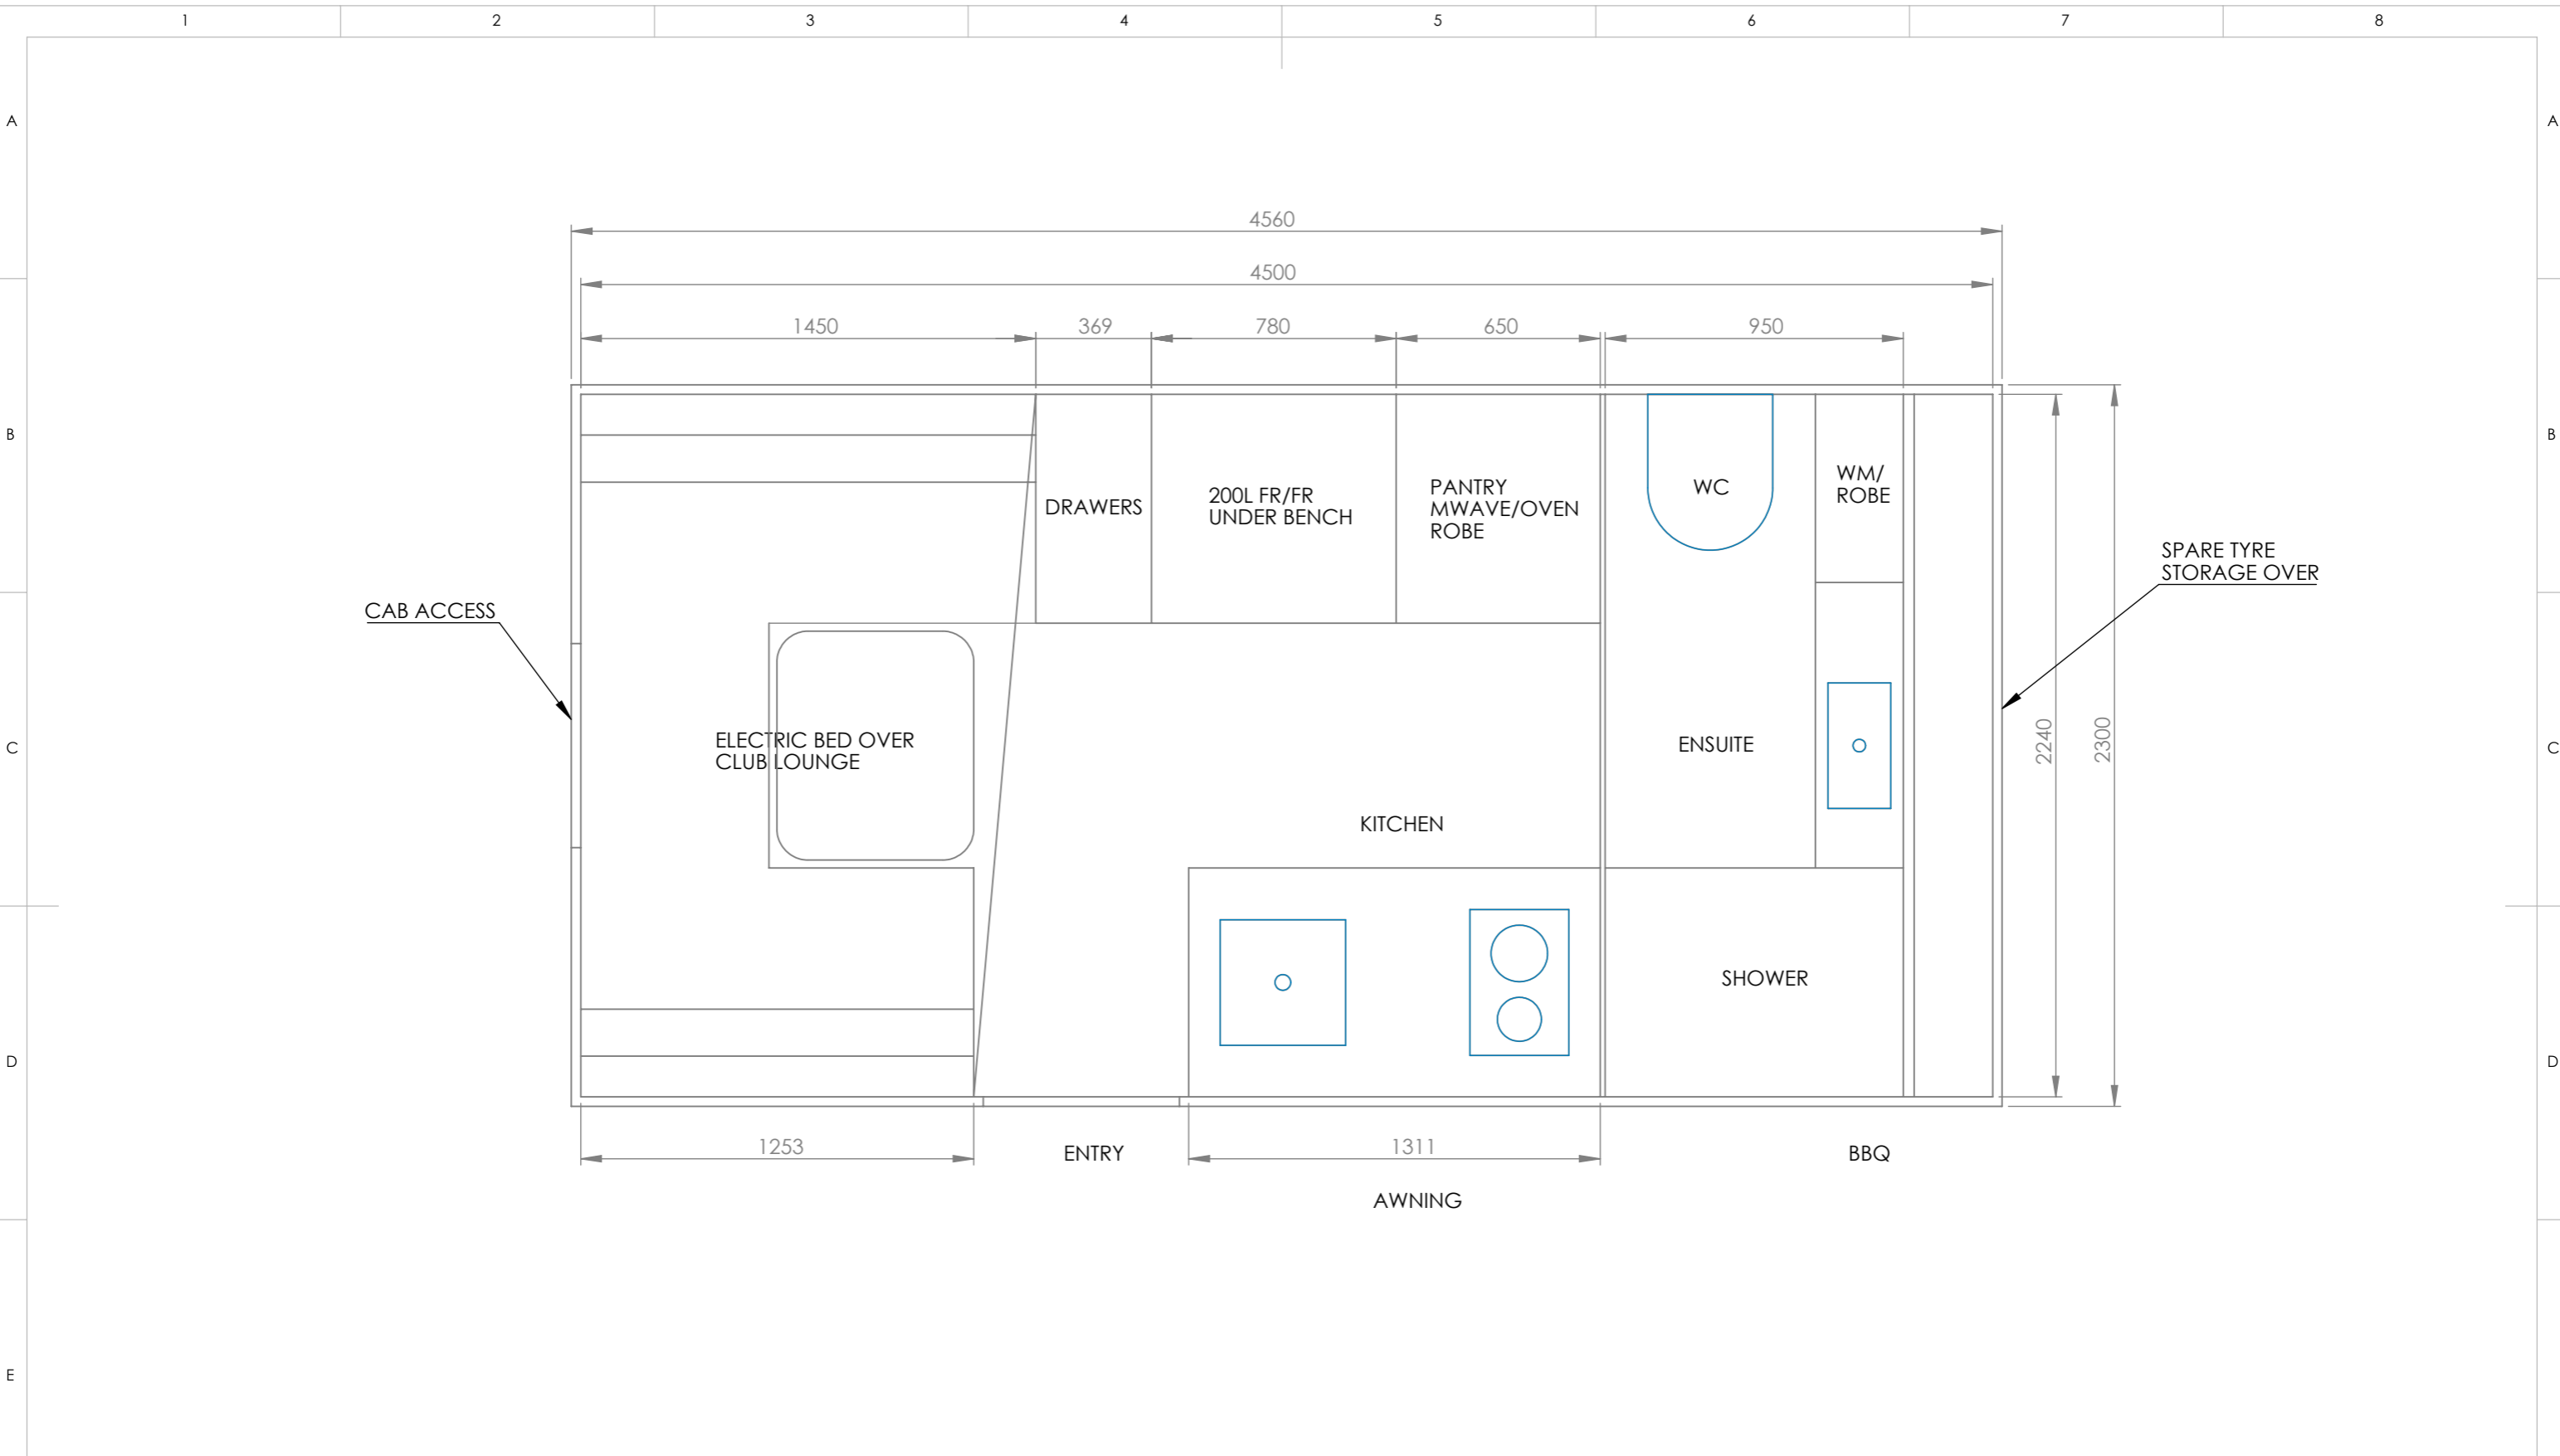 1 2 3 4 5 6 7 8
A A
4560
4500
1450 369 780 650 950
B B
DRAWERS
200L FR/FR
UNDER BENCH
PANTRY
MWAVE/OVEN
ROBE
WC
WM/
ROBE
SPARE TYRE
STORAGE OVER
CAB ACCESS
C C
ELECTRIC BED OVER
CLUB LOUNGE
ENSUITE
2240
2300
KITCHEN
SHOWER
D D
1253
ENTRY
1311
BBQ
AWNING
E